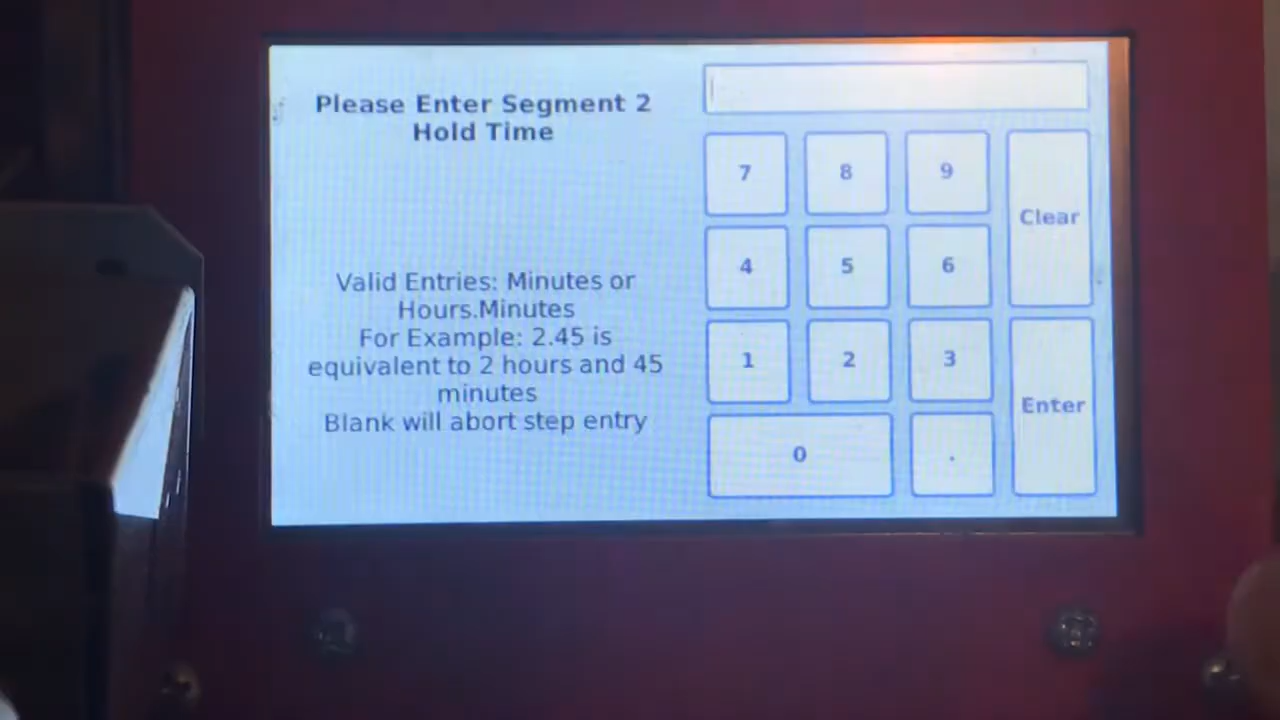 Please Enter Segment 2
Hold Time
Valid Entries: Minutes or
Hours.Minutes
For Example: 2.45 is
equivalent to 2 hours and 45
minutes
Blank will abort step entry
7 8 9
Clear
4 5 6
1 2 3
Enter
0 .